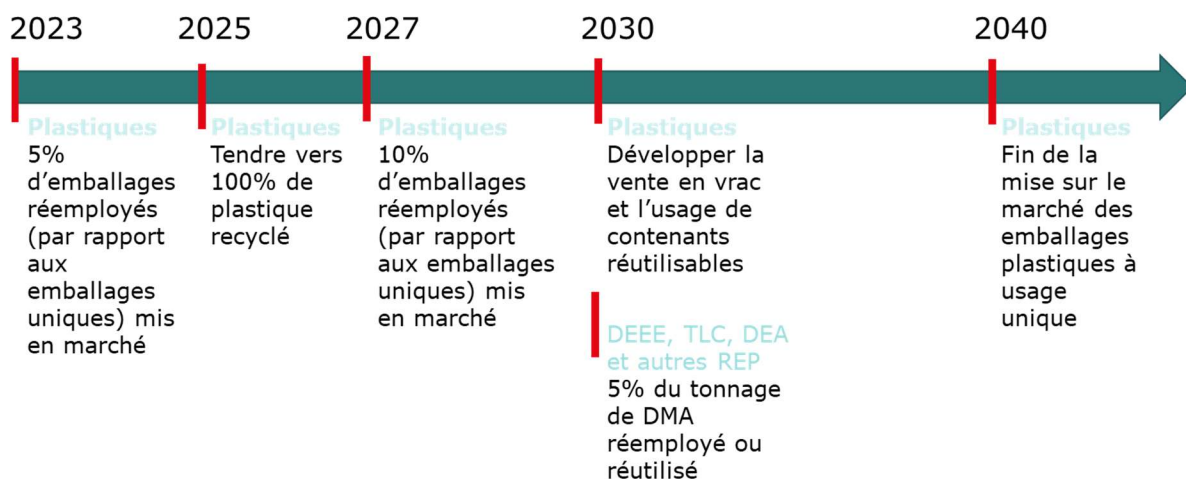 2023
2025
2027
2030
2040
Plastiques
5%
d’emballages
réemployés
(par rapport
aux
emballages
uniques) mis
en marché
Plastiques
Tendre vers
100% de
plastique
recyclé
Plastiques
10%
d’emballages
réemployés
(par rapport
aux emballages
uniques) mis
en marché
Plastiques
Développer la
vente en vrac
et l’usage de
contenants
réutilisables
DEEE, TLC, DEA
et autres REP
5% du tonnage
de DMA
réemployé ou
réutilisé
Plastiques
Fin de la
mise sur le
marché des
emballages
plastiques à
usage
unique